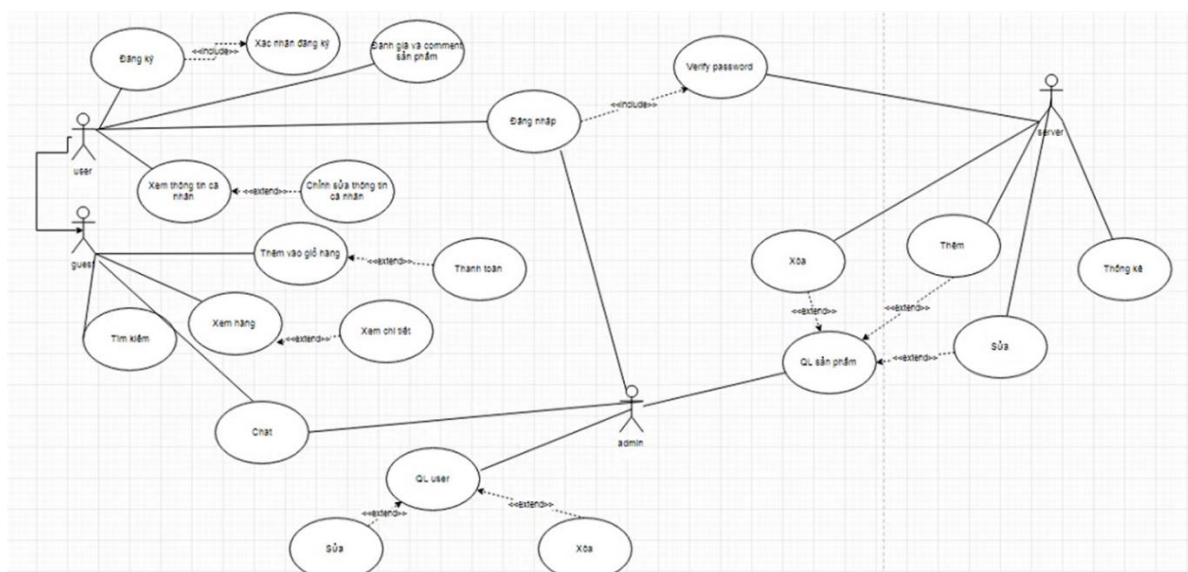 Đăng ký
<<include>>
Xác nhận đăng ký
Đánh giá và comment
sản phẩm
Verify password
<<include>>
Đăng nhập
server
user
Xem thông tin cá
nhân
<<extend>>
Chỉnh sửa thông tin
cá nhân
guest
Thêm vào giỏ hàng
<<extend>>
Thanh toán
Xóa
Thêm
Thống kê
Tìm kiếm
Xem hàng
<<extend>>
Xem chi tiết
<<extend>>
<<extend>>
QL sản phẩm
<<extend>>
Sửa
Chat
admin
QL user
<<extend>>
<<extend>>
Sửa
Xóa